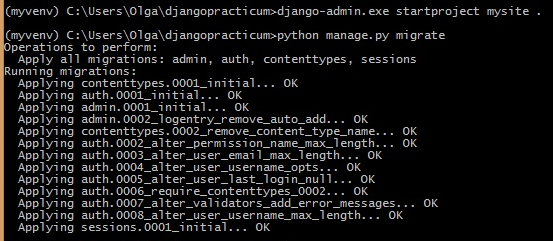 (myvenv) C:\Users\Olga\djangopracticum>django-admin.exe startproject mysite .
(myvenv) C:\Users\Olga\djangopracticum>python manage.py migrate
Operations to perform:
  Apply all migrations: admin, auth, contenttypes, sessions
Running migrations:
  Applying contenttypes.0001_initial... OK
  Applying auth.0001_initial... OK
  Applying admin.0001_initial... OK
  Applying admin.0002_logentry_remove_auto_add... OK
  Applying contenttypes.0002_remove_content_type_name... OK
  Applying auth.0002_alter_permission_name_max_length... OK
  Applying auth.0003_alter_user_email_max_length... OK
  Applying auth.0004_alter_user_username_opts... OK
  Applying auth.0005_alter_user_last_login_null... OK
  Applying auth.0006_require_contenttypes_0002... OK
  Applying auth.0007_alter_validators_add_error_messages... OK
  Applying auth.0008_alter_user_username_max_length... OK
  Applying sessions.0001_initial... OK